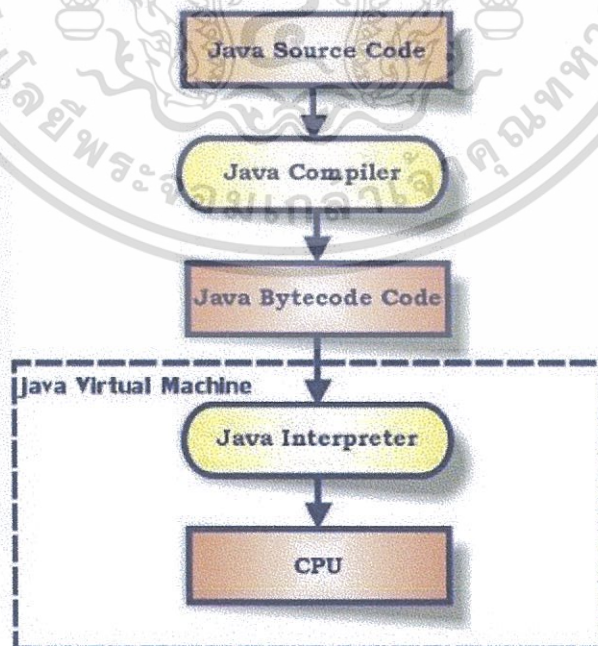 Java Source Code
Java Compiler
Java Bytecode Code
Java Virtual Machine
Java Interpreter
CPU